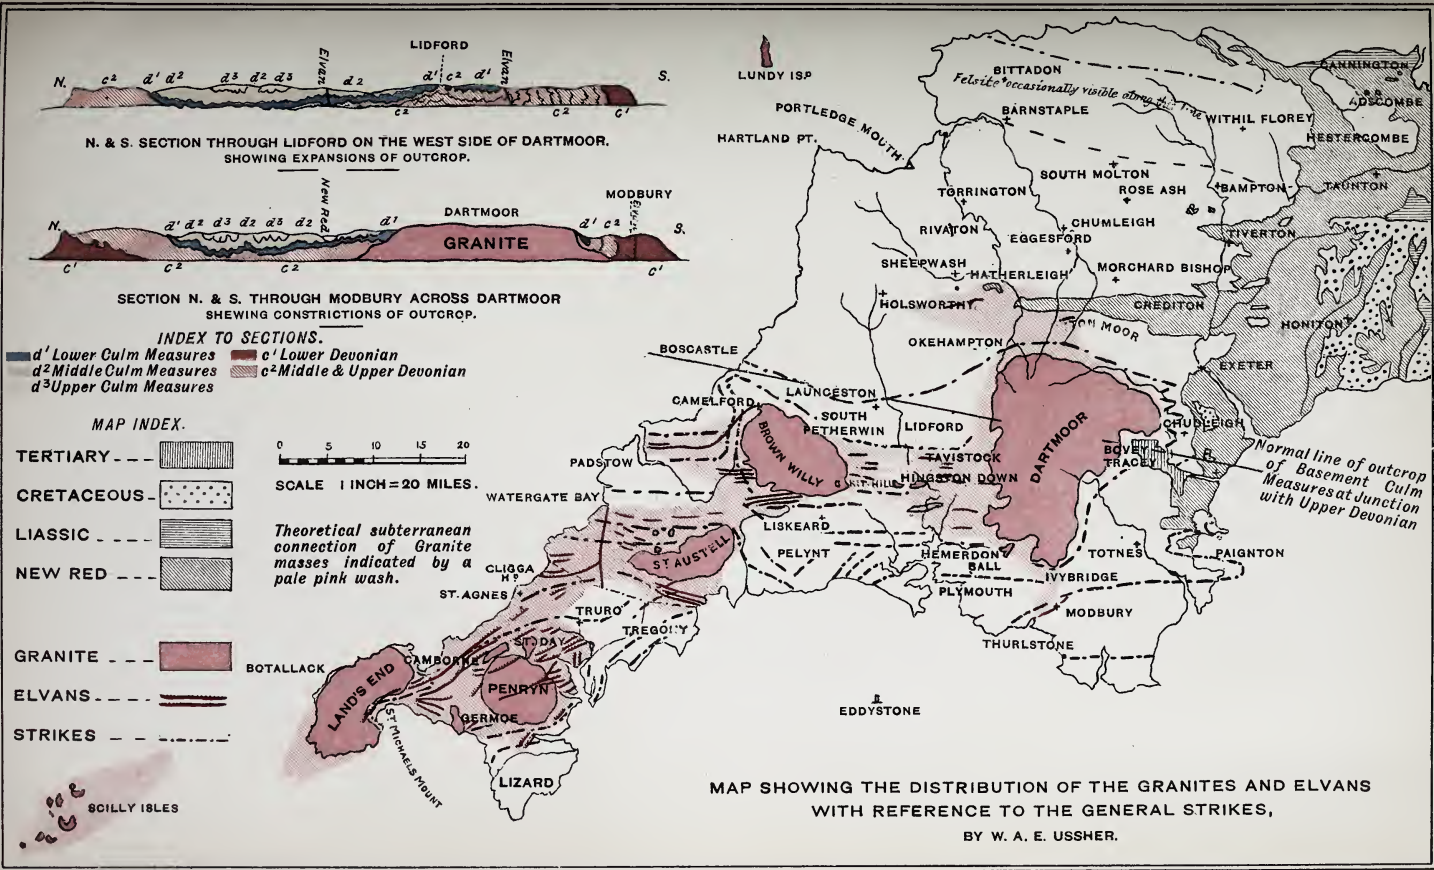 LIDFORD
Elvan
Elvan
N. c2 d1 d2 d3 d2 d3 d2 d1 c2 d1 S.
c2 c2 c1
N. & S. SECTION THROUGH LIDFORD ON THE WEST SIDE OF DARTMOOR.
SHOWING EXPANSIONS OF OUTCROP.
New Red
MODBURY
DARTMOOR
Elvan
N. d1 d2 d3 d2 d3 d2 d1 d1 c2 S.
GRANITE
c1 c2 c2 c1
SECTION N. & S. THROUGH MODBURY ACROSS DARTMOOR
SHEWING CONSTRICTIONS OF OUTCROP.
INDEX TO SECTIONS.
d1 Lower Culm Measures c1 Lower Devonian
d2 Middle Culm Measures c2 Middle & Upper Devonian
d3 Upper Culm Measures
MAP INDEX.
TERTIARY
CRETACEOUS
LIASSIC
NEW RED
GRANITE
ELVANS
STRIKES
0 5 10 15 20
SCALE 1 INCH = 20 MILES.
Theoretical subterranean
connection of Granite
masses indicated by a
pale pink wash.
LUNDY ISD
BITTADON
Felsite occasionally visible along this line
CANNINGTON
ADSCOMBE
PORTLEDGE MOUTH
BARNSTAPLE
WITHIL FLOREY
HARTLAND PT.
HESTERCOMBE
SOUTH MOLTON
TORRINGTON
ROSE ASH
BAMPTON
TAUNTON
RIVATON
CHUMLEIGH
EGGESFORD
TIVERTON
SHEEPWASH
HATHERLEIGH
MORCHARD BISHOP
HOLSWORTHY
CREDITON
HONITON
MOOR
OKEHAMPTON
BOSCASTLE
EXETER
LAUNCESTON
CAMELFORD
SOUTH
PETHERWIN
LIDFORD
CHUDLEIGH
DARTMOOR
BROWN WILLY
BOVEY
TRACEY
TAVISTOCK
PADSTOW
KIT HILL
HINGSTON DOWN
Normal line of outcrop
of Basement Culm
Measures at Junction
with Upper Devonian
WATERGATE BAY
LISKEARD
ST AUSTELL
PELYNT
HEMERDON
BALL
TOTNES
PAIGNTON
CLIGGA
HD
IVYBRIDGE
ST. AGNES
PLYMOUTH
TRURO
MODBURY
TREGONY
ST. DAY
THURLSTONE
BOTALLACK
CAMBORNE
LAND'S END
PENRYN
GERMOE
ST MICHAELS MOUNT
EDDYSTONE
LIZARD
SCILLY ISLES
MAP SHOWING THE DISTRIBUTION OF THE GRANITES AND ELVANS
WITH REFERENCE TO THE GENERAL STRIKES,
BY W. A. E. USSHER.